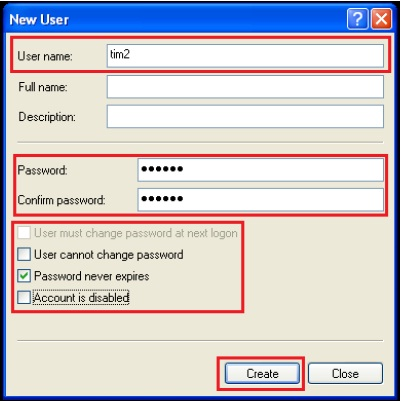 New User
User name: tim2
Full name:
Description:
Password: ••••••
Confirm password: ••••••
User must change password at next logon
User cannot change password
Password never expires
Account is disabled
Create Close